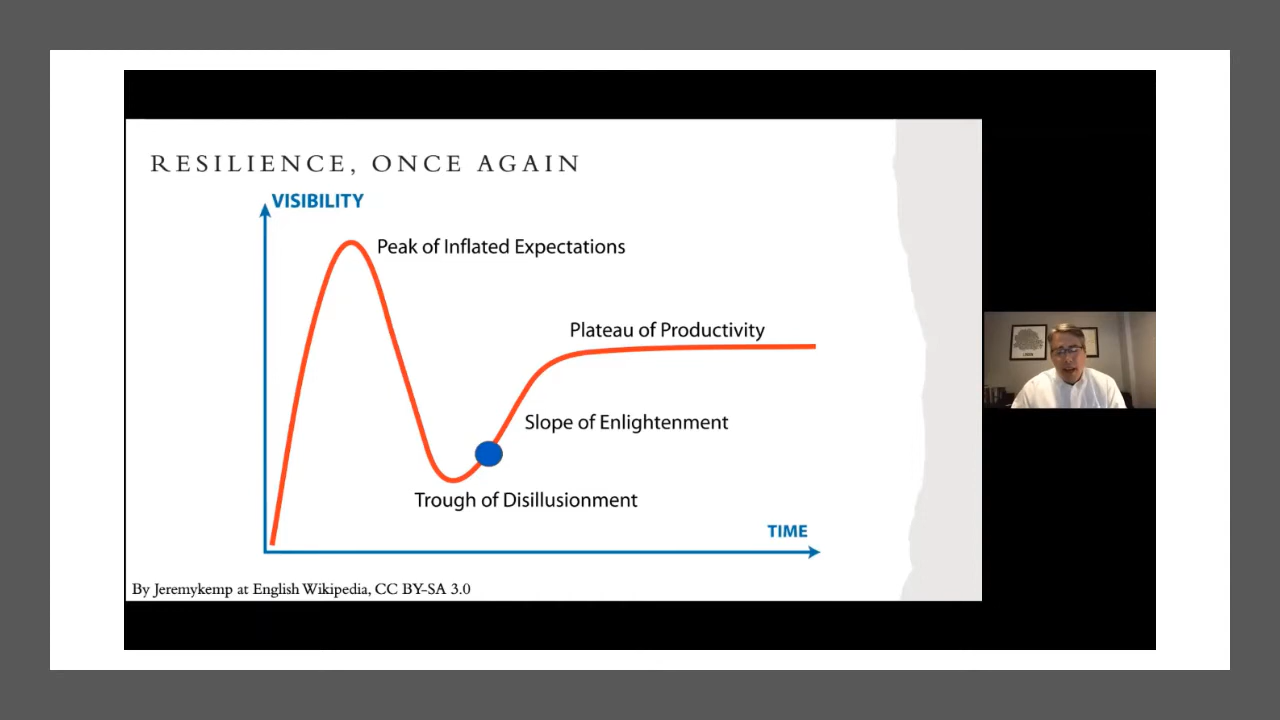 RESILIENCE, ONCE AGAIN
VISIBILITY
Peak of Inflated Expectations
Plateau of Productivity
Slope of Enlightenment
Trough of Disillusionment
TIME
By Jeremykemp at English Wikipedia, CC BY-SA 3.0